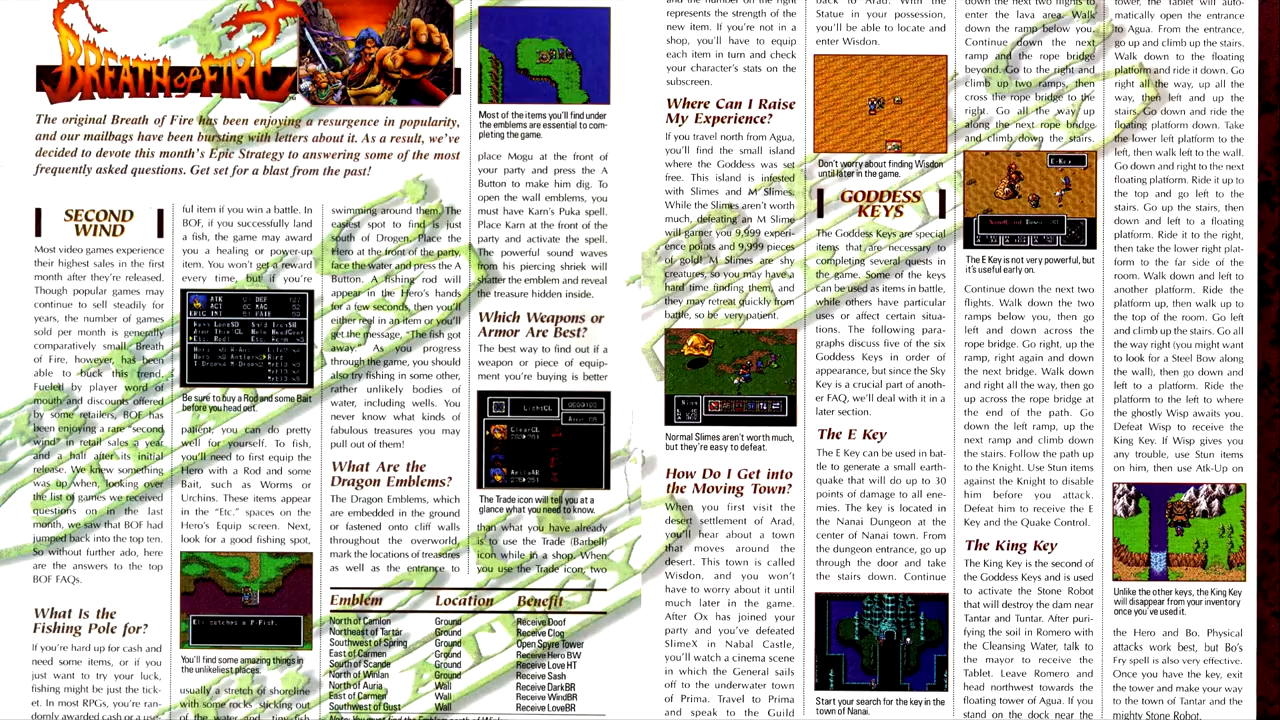 BREATH OF FIRE
The original Breath of Fire has been enjoying a resurgence in popularity,
and our mailbags have been bursting with letters about it. As a result, we've
decided to devote this month's Epic Strategy to answering some of the most
frequently asked questions. Get set for a blast from the past!
SECOND
WIND
Most video games experience
their highest sales in the first
month after they're released.
Though popular games may
continue to sell steadily for
years, the number of games
sold per month is generally
comparatively small. Breath
of Fire, however, has been
able to buck this trend.
Fueled by player word of
mouth and discounts offered
by some retailers, BOF has
been enjoying a rare "second
wind" in retail sales a year
and a half after its initial
release. We knew something
was up when, looking over
the list of games we received
questions on in the last
month, we saw that BOF had
jumped back into the top ten.
So without further ado, here
are the answers to the top
BOF FAQs.
What Is the
Fishing Pole for?
If you're hard up for cash and
need some items, or if you
just want to try your luck,
fishing might be just the tick-
et. In most RPGs, you're ran-
domly awarded cash or a use-
ful item if you win a battle. In
BOF, if you successfully land
a fish, the game may award
you a healing or power-up
item. You won't get a reward
every time, but if you're
Be sure to buy a Rod and some Bait
before you head out.
patient, you can do pretty
well for yourself. To fish,
you'll need to first equip the
Hero with a Rod and some
Bait, such as Worms or
Urchins. These items appear
in the "Etc." spaces on the
Hero's Equip screen. Next,
look for a good fishing spot,
You'll find some amazing things in
the unlikeliest places.
usually a stretch of shoreline
with some rocks sticking out
of the water and tiny fish
swimming around them. The
easiest spot to find is just
south of Drogen. Place the
Hero at the front of the party,
face the water and press the A
Button. A fishing rod will
appear in the Hero's hands
for a few seconds, then you'll
either reel in an item or you'll
get the message, "The fish got
away." As you progress
through the game, you should
also try fishing in some other,
rather unlikely bodies of
water, including wells. You
never know what kinds of
fabulous treasures you may
pull out of them!
What Are the
Dragon Emblems?
The Dragon Emblems, which
are embedded in the ground
or fastened onto cliff walls
throughout the overworld,
mark the locations of treasures
as well as the entrance to
Most of the items you'll find under
the emblems are essential to com-
pleting the game.
place Mogu at the front of
your party and press the A
Button to make him dig. To
open the wall emblems, you
must have Karn's Puka spell.
Place Karn at the front of the
party and activate the spell.
The powerful sound waves
from his piercing shriek will
shatter the emblem and reveal
the treasure hidden inside.
Which Weapons or
Armor Are Best?
The best way to find out if a
weapon or piece of equip-
ment you're buying is better
The Trade icon will tell you at a
glance what you need to know.
than what you have already
is to use the Trade (Barbell)
icon while in a shop. When
you use the Trade icon, two
Emblem Location Benefit
North of Camlon Ground Receive Doof
Northeast of Tartar Ground Receive Clog
Southwest of Spring Ground Open Spyre Tower
East of Carmen Ground Receive Hero BW
South of Scande Ground Receive Love HT
North of Winlan Ground Receive Sash
North of Auria Wall Receive DarkBR
East of Carmen Wall Receive WindBR
Southwest of Gust Wall Receive LoveBR
represents the strength of the
new item. If you're not in a
shop, you'll have to equip
each item in turn and check
your character's stats on the
subscreen.
Where Can I Raise
My Experience?
If you travel north from Agua,
you'll find the small island
where the Goddess was set
free. This island is infested
with Slimes and M Slimes.
While the Slimes aren't worth
much, defeating an M Slime
will garner you 9,999 experi-
ence points and 9,999 pieces
of gold! M Slimes are shy
creatures, so you may have a
hard time finding them, and
they may retreat quickly from
battle, so be very patient.
Normal Slimes aren't worth much,
but they're easy to defeat.
How Do I Get into
the Moving Town?
When you first visit the
desert settlement of Arad,
you'll hear about a town
that moves around the
desert. This town is called
Wisdon, and you won't
have to worry about it until
much later in the game.
After Ox has joined your
party and you've defeated
SlimeX in Nabal Castle,
you'll watch a cinema scene
in which the General sails
off to the underwater town
of Prima. Travel to Prima
and speak to the Guild
back to Arad. With the
Statue in your possession,
you'll be able to locate and
enter Wisdon.
Don't worry about finding Wisdon
until later in the game.
GODDESS
KEYS
The Goddess Keys are special
items that are necessary to
completing several quests in
the game. Some of the keys
can be used as items in battle,
while others have particular
uses or affect certain situa-
tions. The following para-
graphs discuss five of the six
Goddess Keys in order of
appearance, but since the Sky
Key is a crucial part of anoth-
er FAQ, we'll deal with it in a
later section.
The E Key
The E Key can be used in bat-
tle to generate a small earth-
quake that will do up to 30
points of damage to all ene-
mies. The key is located in
the Nanai Dungeon at the
center of Nanai town. From
the dungeon entrance, go up
through the door and take
the stairs down. Continue
Start your search for the key in the
town of Nanai.
down the next two flights to
enter the lava area. Walk
down the ramp below you.
Continue down the next
ramp and the rope bridge
beyond. Go to the right and
climb up two ramps, then
cross the rope bridge to the
right. Go all the way up
along the next rope bridge
and climb down the stairs.
E-Key
The E Key is not very powerful, but
it's useful early on.
Continue down the next two
flights. Walk down the two
ramps below you, then go
left and down across the
rope bridge. Go right, up the
ramp, right again and down
the next bridge. Walk down
and right all the way, then go
up across the rope bridge at
the end of the path. Go
down the left ramp, up the
next ramp and climb down
the stairs. Follow the path up
to the Knight. Use Stun items
against the Knight to disable
him before you attack.
Defeat him to receive the E
Key and the Quake Control.
The King Key
The King Key is the second of
the Goddess Keys and is used
to activate the Stone Robot
that will destroy the dam near
Tantar and Tuntar. After puri-
fying the soil in Romero with
the Cleansing Water, talk to
the mayor to receive the
Tablet. Leave Romero and
head northwest towards the
floating tower of Agua. If you
stand on the dock near the
tower, the Tablet will auto-
matically open the entrance
to Agua. From the entrance,
go up and climb up the stairs.
Walk down to the floating
platform and ride it down. Go
right all the way, up all the
way, then left and up the
stairs. Go down and ride the
floating platform down. Take
the lower left platform to the
left, then walk left to the wall.
Go down and right to the next
floating platform. Ride it up to
the top and go left to the
stairs. Go up the stairs, then
down and left to a floating
platform. Ride it to the right,
then take the lower right plat-
form to the far side of the
room. Walk down and left to
another platform. Ride the
platform up, then walk up to
the top of the room. Go left
and climb up the stairs. Go all
the way right (you might want
to look for a Steel Box along
the wall), then go down and
left to a platform. Ride the
platform to the left to where
the ghostly Wisp awaits you.
Defeat Wisp to receive the
King Key. If Wisp gives you
any trouble, use Stun items
on him, then use attack with
Unlike the other keys, the King Key
will disappear from your inventory
once you've used it.
the Hero and Bo. Physical
attacks work best, but Bo's
Fry spell is also very effective.
Once you have the key, exit
the tower and make your way
to the town of Tantar and the
mighty Stone Robot.